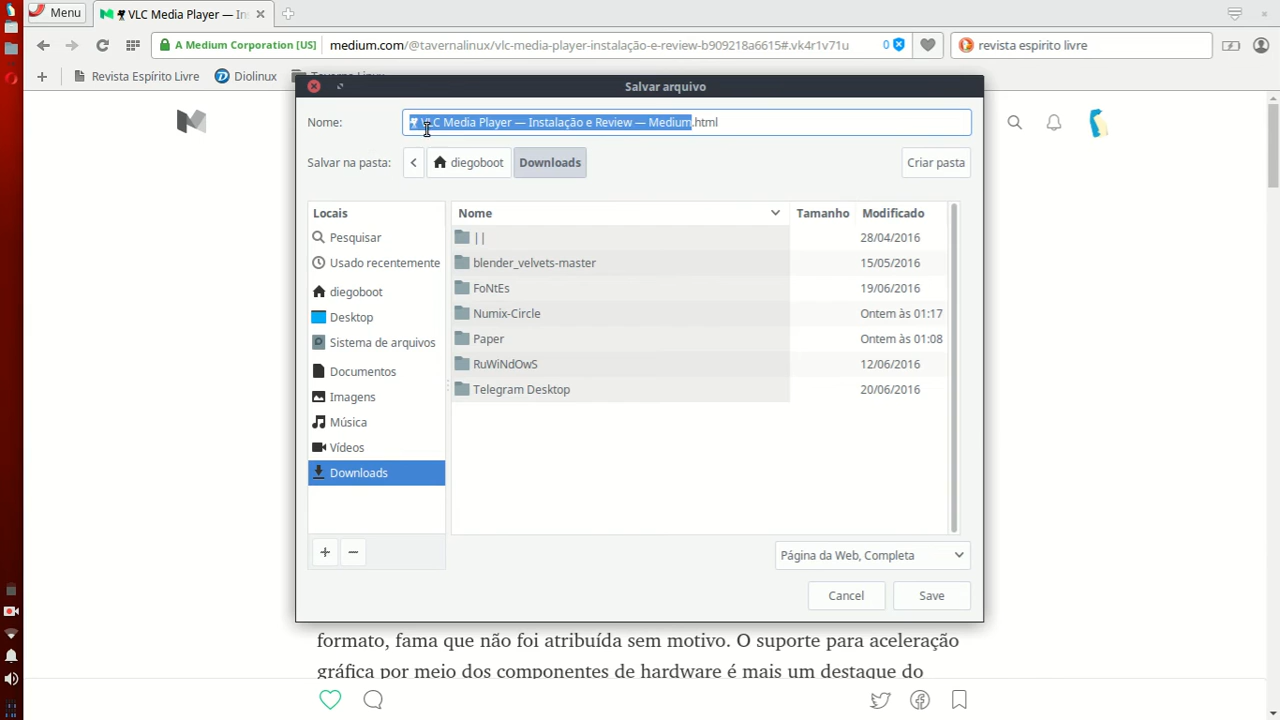 Menu
VLC Media Player — In
A Medium Corporation [US]
medium.com/@tavernalinux/vlc-media-player-instalação-e-review-b909218a6615#.vk4r1v71u
0
revista espirito livre
Revista Espírito Livre
Diolinux
Salvar arquivo
Nome:
VLC Media Player — Instalação e Review — Medium.html
Salvar na pasta:
diegoboot
Downloads
Criar pasta
Locais
Nome
Tamanho
Modificado
Pesquisar
||
28/04/2016
Usado recentemente
blender_velvets-master
15/05/2016
diegoboot
FoNtEs
19/06/2016
Desktop
Numix-Circle
Ontem às 01:17
Sistema de arquivos
Paper
Ontem às 01:08
Documentos
RuWiNdOwS
12/06/2016
Imagens
Telegram Desktop
20/06/2016
Música
Vídeos
Downloads
Página da Web, Completa
Cancel
Save
formato, fama que não foi atribuída sem motivo. O suporte para aceleração
gráfica por meio dos componentes de hardware é mais um destaque do